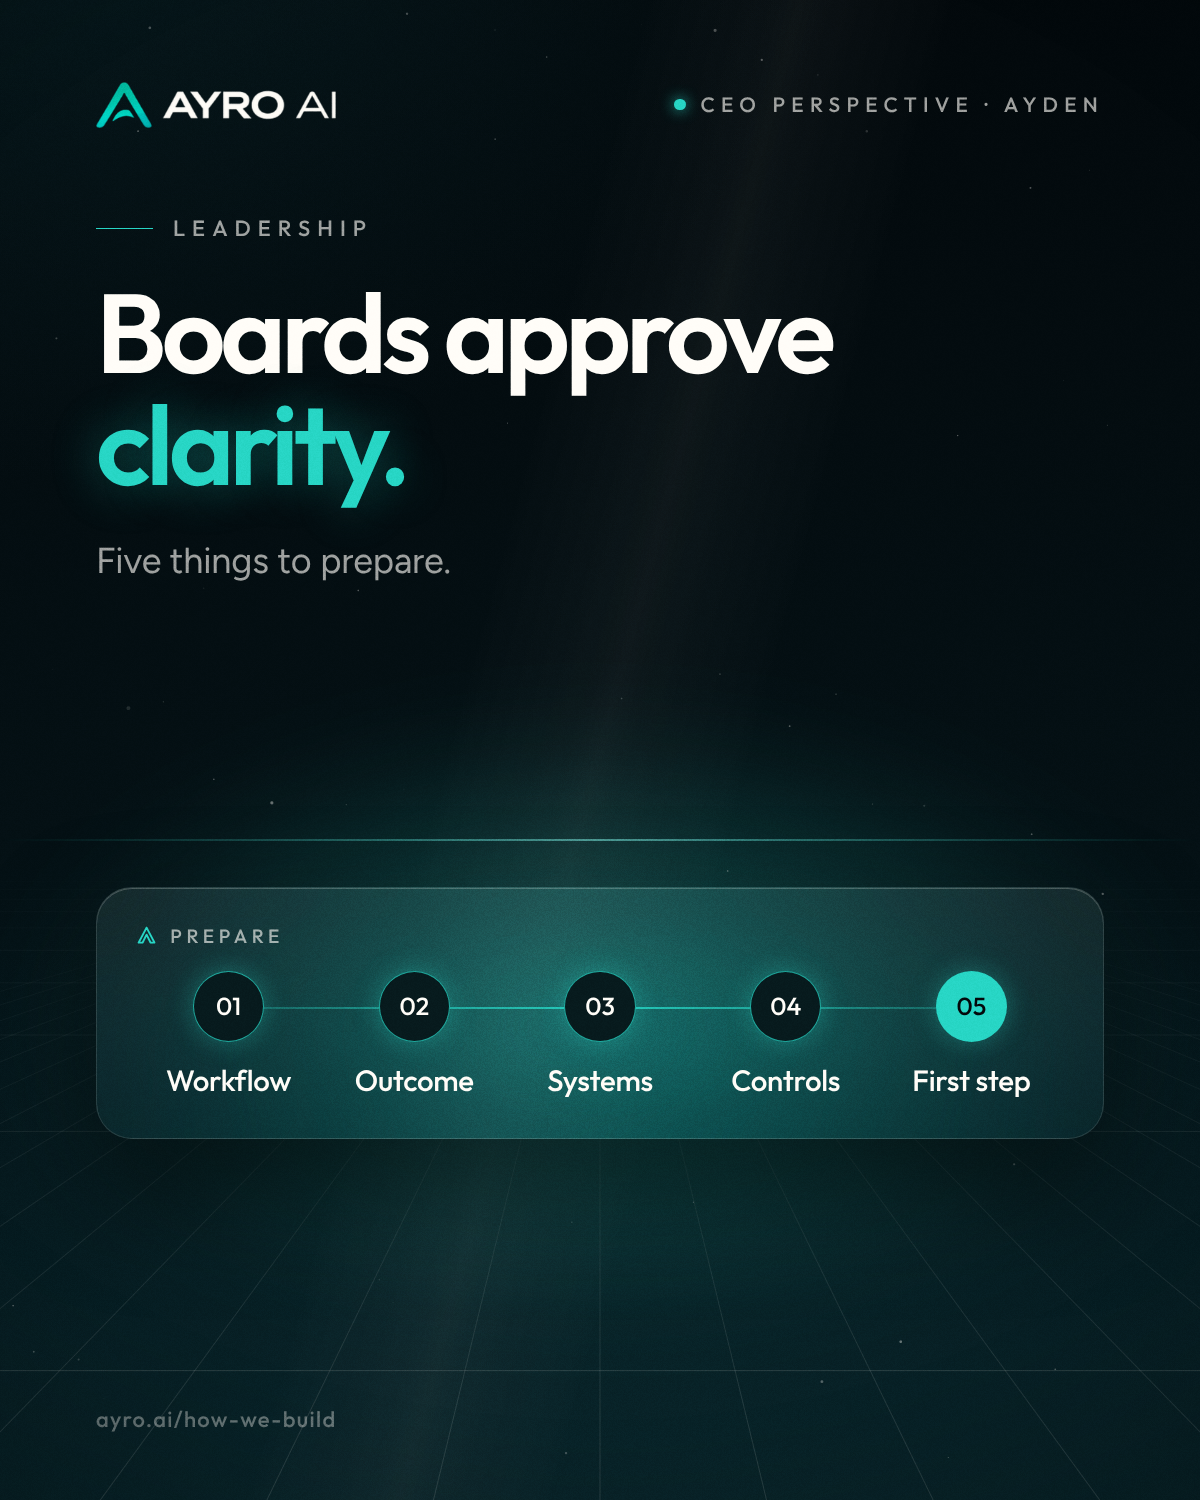 AYRO AI
CEO PERSPECTIVE · AYDEN
LEADERSHIP
Boards approve
clarity.
Five things to prepare.
PREPARE
01 02 03 04 05
Workflow Outcome Systems Controls First step
ayro.ai/how-we-build